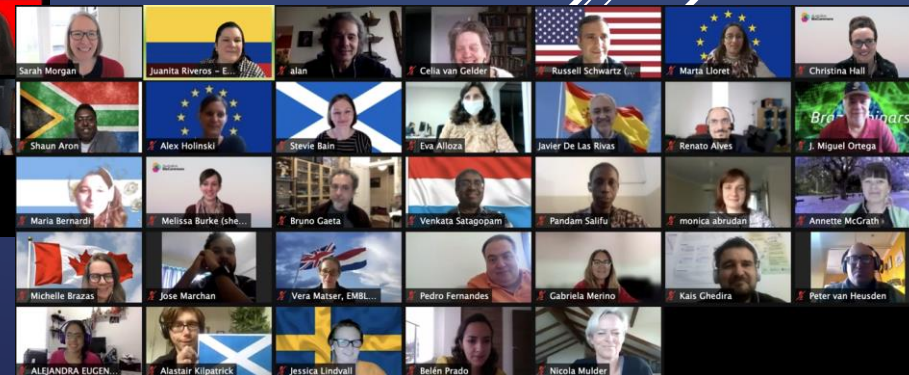 Sarah Morgan
Juanita Riveros - E...
alan
Celia van Gelder
Russell Schwartz (...
Marta Lloret
Christina Hall
Shaun Aron
Alex Holinski
Stevie Bain
Eva Alloza
Javier De Las Rivas
Renato Alves
J. Miguel Ortega
Maria Bernardi
Melissa Burke (she...
Bruno Gaeta
Venkata Satagopam
Pandam Salifu
monica abrudan
Annette McGrath
Michelle Brazas
Jose Marchan
Vera Matser, EMBL...
Pedro Fernandes
Gabriela Merino
Kais Ghedira
Peter van Heusden
ALEJANDRA EUGEN...
Alastair Kilpatrick
Jessica Lindvall
Belén Prado
Nicola Mulder